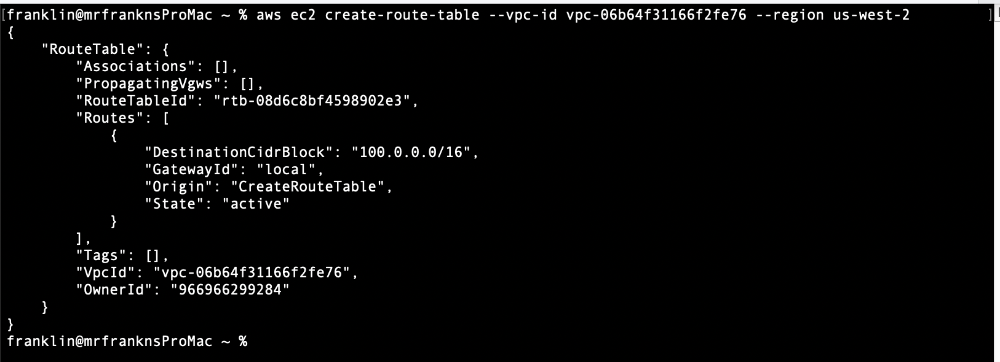 [franklin@mrfranknsProMac ~ % aws ec2 create-route-table --vpc-id vpc-06b64f31166f2fe76 --region us-west-2 ]
{
    "RouteTable": {
        "Associations": [],
        "PropagatingVgws": [],
        "RouteTableId": "rtb-08d6c8bf4598902e3",
        "Routes": [
            {
                "DestinationCidrBlock": "100.0.0.0/16",
                "GatewayId": "local",
                "Origin": "CreateRouteTable",
                "State": "active"
            }
        ],
        "Tags": [],
        "VpcId": "vpc-06b64f31166f2fe76",
        "OwnerId": "966966299284"
    }
}
franklin@mrfranknsProMac ~ %